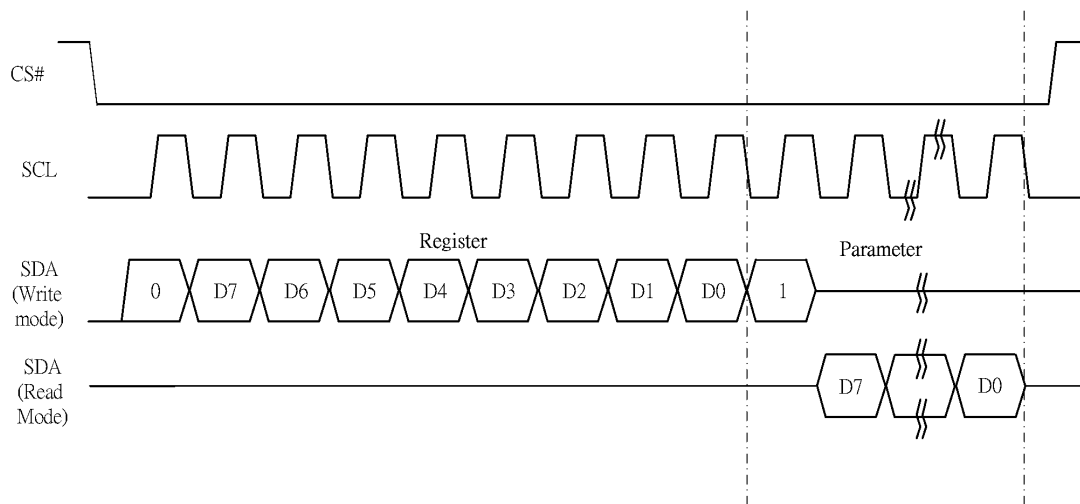 CS#
SCL
Register
Parameter
SDA
(Write
mode)
0 D7 D6 D5 D4 D3 D2 D1 D0 1
SDA
(Read
Mode)
D7 D0